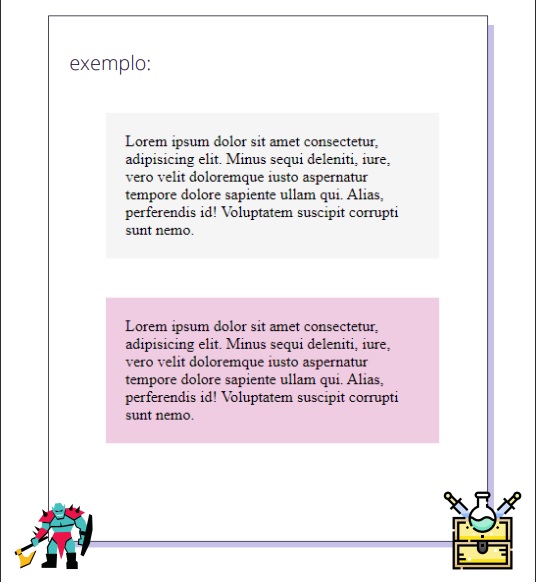 exemplo:
Lorem ipsum dolor sit amet consectetur,
adipisicing elit. Minus sequi deleniti, iure,
vero velit doloremque iusto aspernatur
tempore dolore sapiente ullam qui. Alias,
perferendis id! Voluptatem suscipit corrupti
sunt nemo.
Lorem ipsum dolor sit amet consectetur,
adipisicing elit. Minus sequi deleniti, iure,
vero velit doloremque iusto aspernatur
tempore dolore sapiente ullam qui. Alias,
perferendis id! Voluptatem suscipit corrupti
sunt nemo.